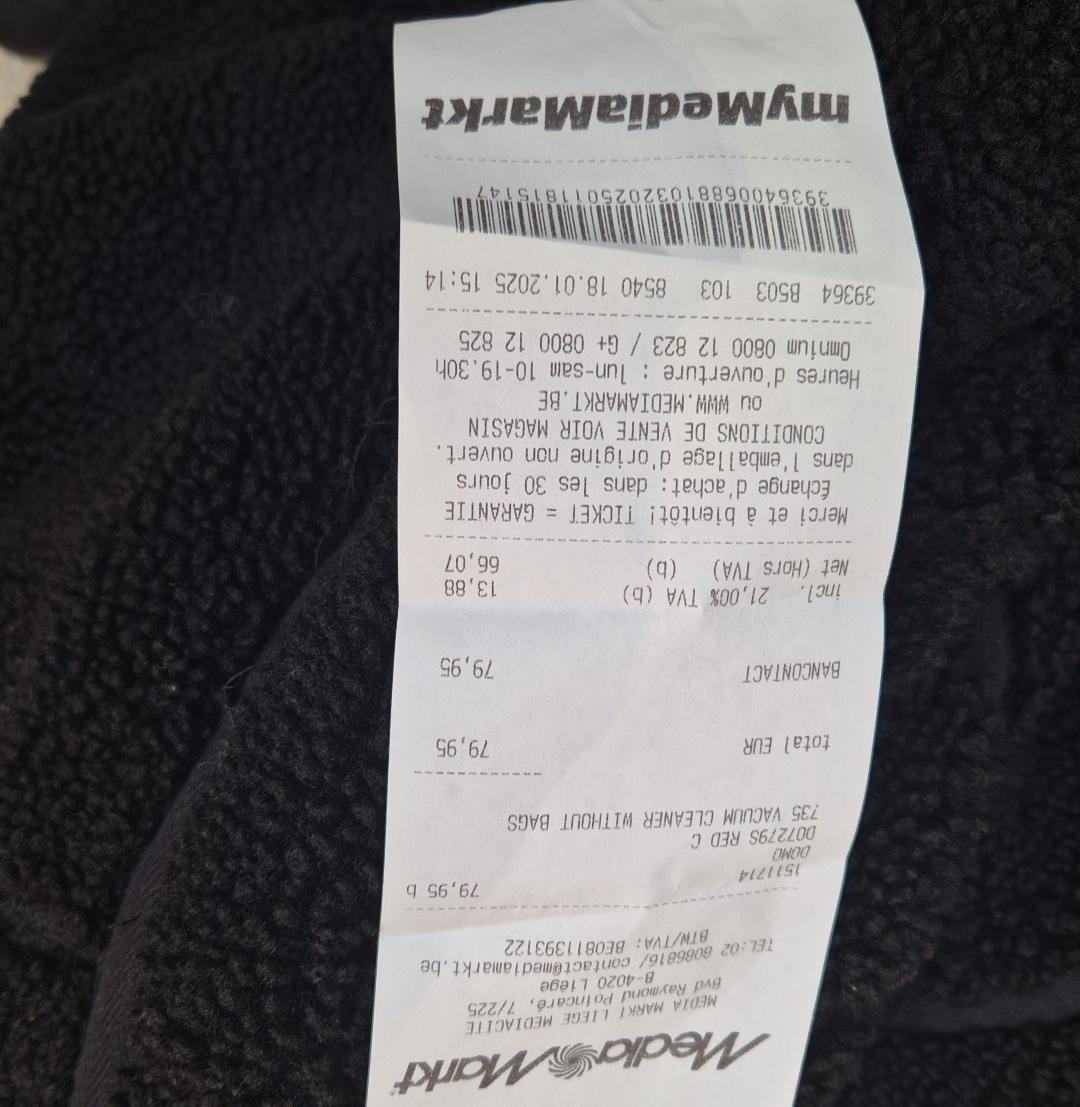 Media Markt
MEDIA MARKT LIEGE MEDIACITE
Bvd Raymond Poincaré, 7/225
B-4020 Liège
TEL:02 8086816/ contact@mediamarkt.be
BTW/TVA: BE0811393122
1511714 79,95 b
DOMO
DO7279S RED C
735 VACUUM CLEANER WITHOUT BAGS
total EUR 79,95
BANCONTACT 79,95
incl. 21,00% TVA (b) 13,88
Net (Hors TVA) (b) 66,07
Merci et à bientôt! TICKET = GARANTIE
Échange d'achat: dans les 30 jours
dans l'emballage d'origine non ouvert.
CONDITIONS DE VENTE VOIR MAGASIN
ou WWW.MEDIAMARKT.BE
Heures d'ouverture : lun-sam 10-19.30h
Omnium 0800 12 823 / G+ 0800 12 825
39364 B503 103 8540 18.01.2025 15:14
39364006881032025011815147
myMediaMarkt